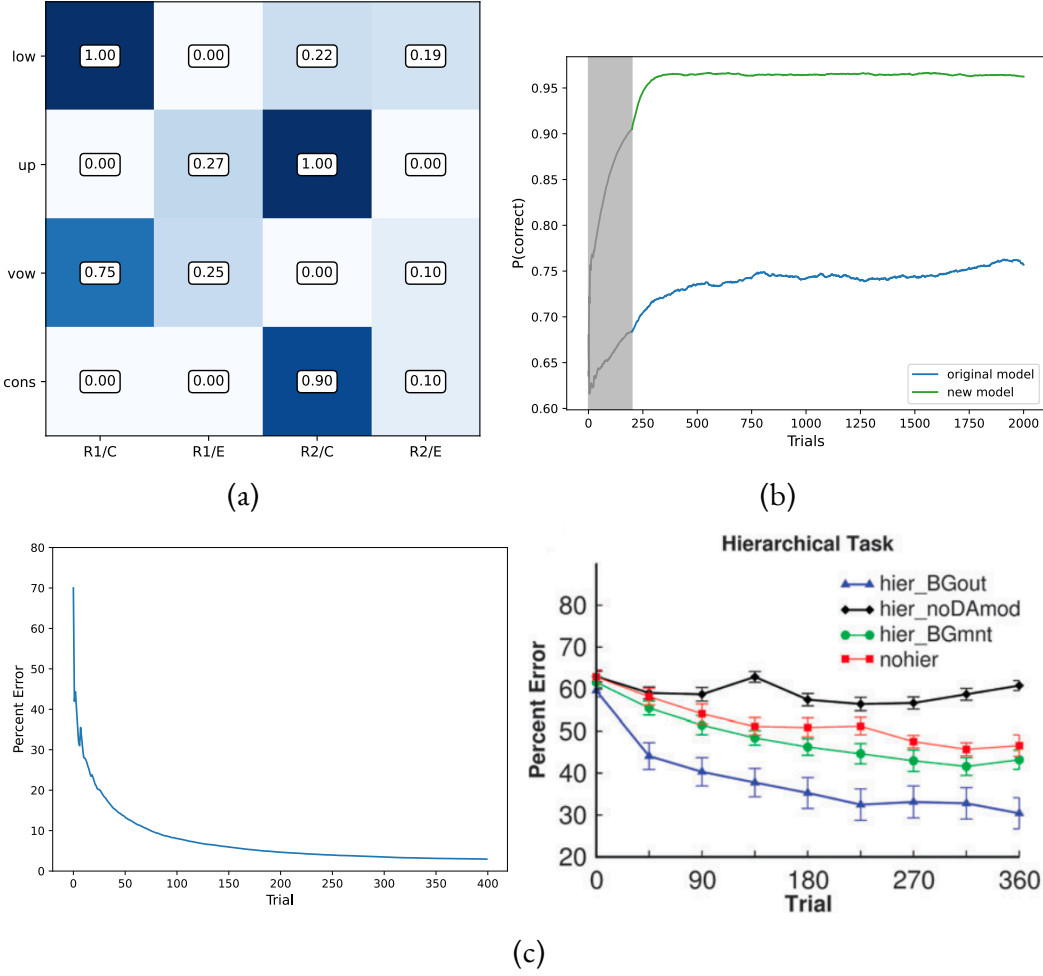 low 1.00 0.00 0.22 0.19
up 0.00 0.27 1.00 0.00
vow 0.75 0.25 0.00 0.10
cons 0.00 0.00 0.90 0.10
R1/C R1/E R2/C R2/E
(a)
P(correct)
0.95
0.90
0.85
0.80
0.75
0.70
0.65
0.60
original model
new model
0 250 500 750 1000 1250 1500 1750 2000
Trials
(b)
Percent Error
80
70
60
50
40
30
20
10
0
0 50 100 150 200 250 300 350 400
Trial
Hierarchical Task
hier_BGout
hier_noDAmod
hier_BGmnt
nohier
Percent Error
80
70
60
50
40
30
20
0 90 180 270 360
Trial
(c)